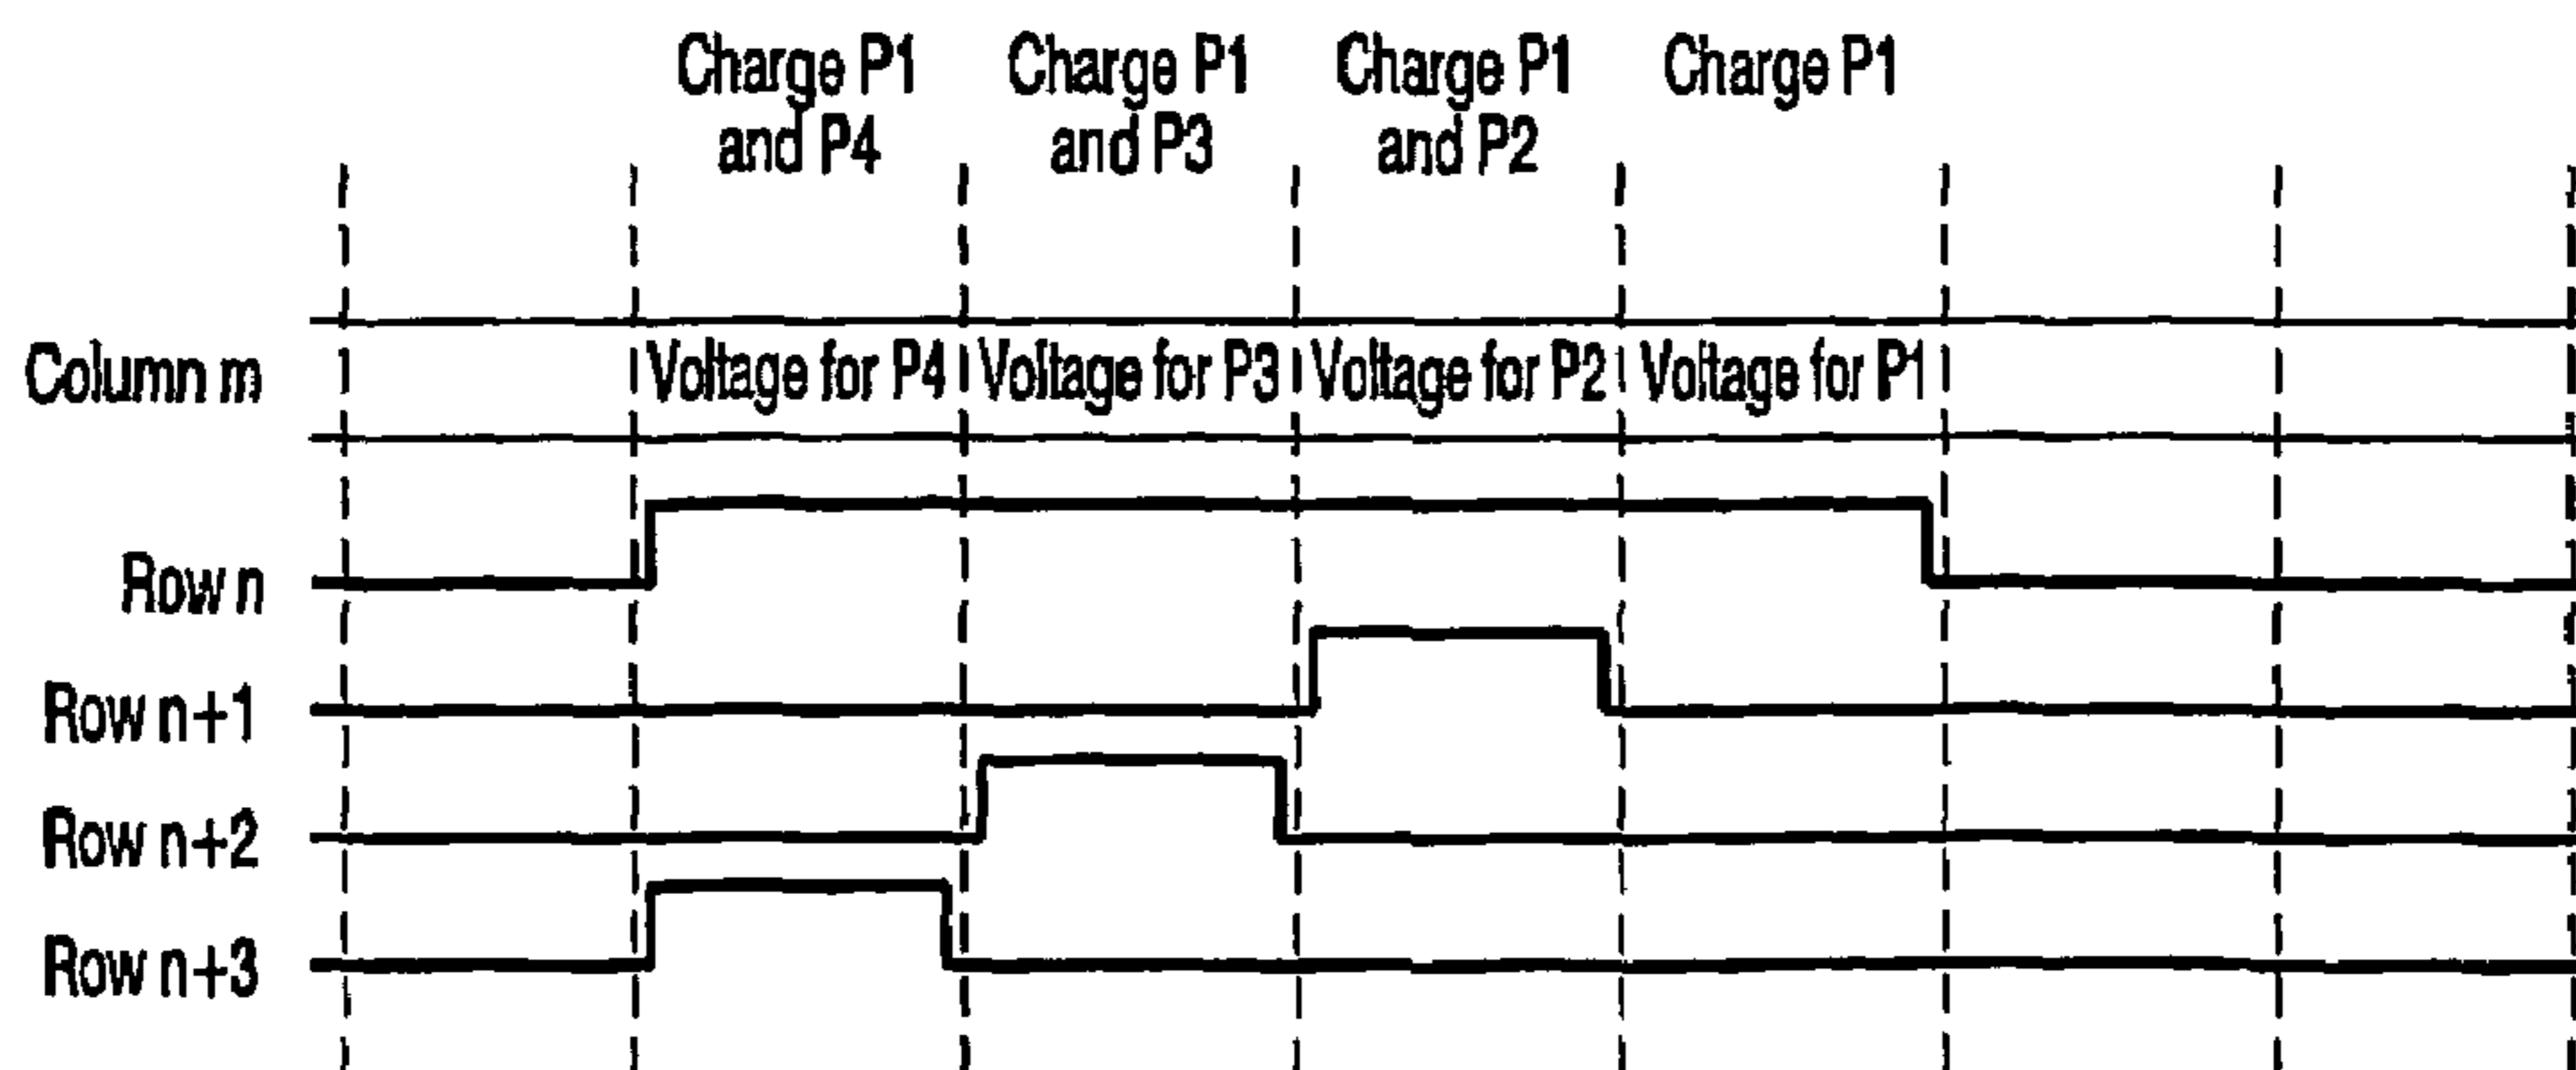 Charge P1
and P4
Charge P1
and P3
Charge P1
and P2
Charge P1
Column m
Voltage for P4
Voltage for P3
Voltage for P2
Voltage for P1
Row n
Row n+1
Row n+2
Row n+3